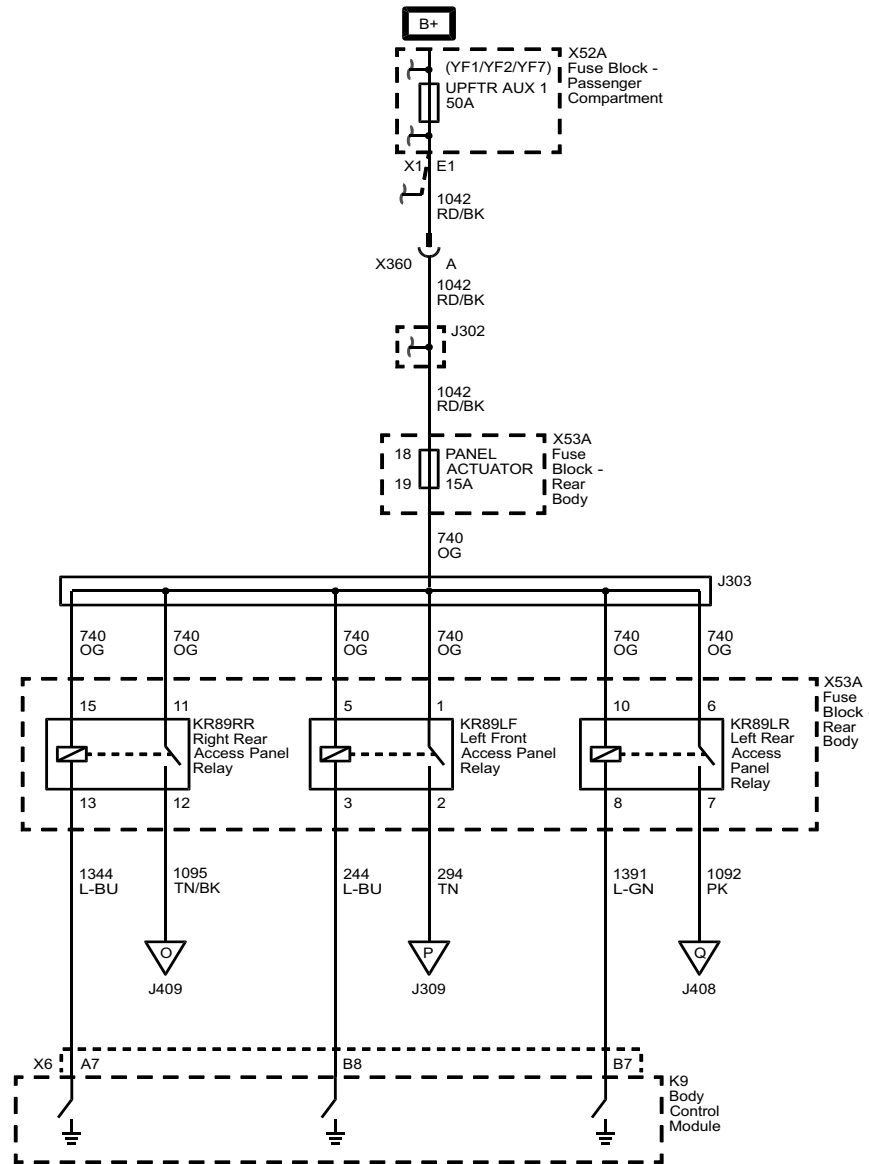 B+
X52A
Fuse Block -
Passenger
Compartment
(YF1/YF2/YF7)
UPFTR AUX 1
50A
X1 E1
1042
RD/BK
X360 A
1042
RD/BK
J302
1042
RD/BK
X53A
Fuse
Block -
Rear
Body
18 PANEL
ACTUATOR
19 15A
740
OG
J303
740
OG
740
OG
740
OG
740
OG
740
OG
740
OG
X53A
Fuse
Block -
Rear
Body
15 11
KR89RR
Right Rear
Access Panel
Relay
13 12
5 1
KR89LF
Left Front
Access Panel
Relay
3 2
10 6
KR89LR
Left Rear
Access
Panel
Relay
8 7
1344
L-BU
1095
TN/BK
244
L-BU
294
TN
1391
L-GN
1092
PK
O
J409
P
J309
Q
J408
X6 A7 B8 B7
K9
Body
Control
Module